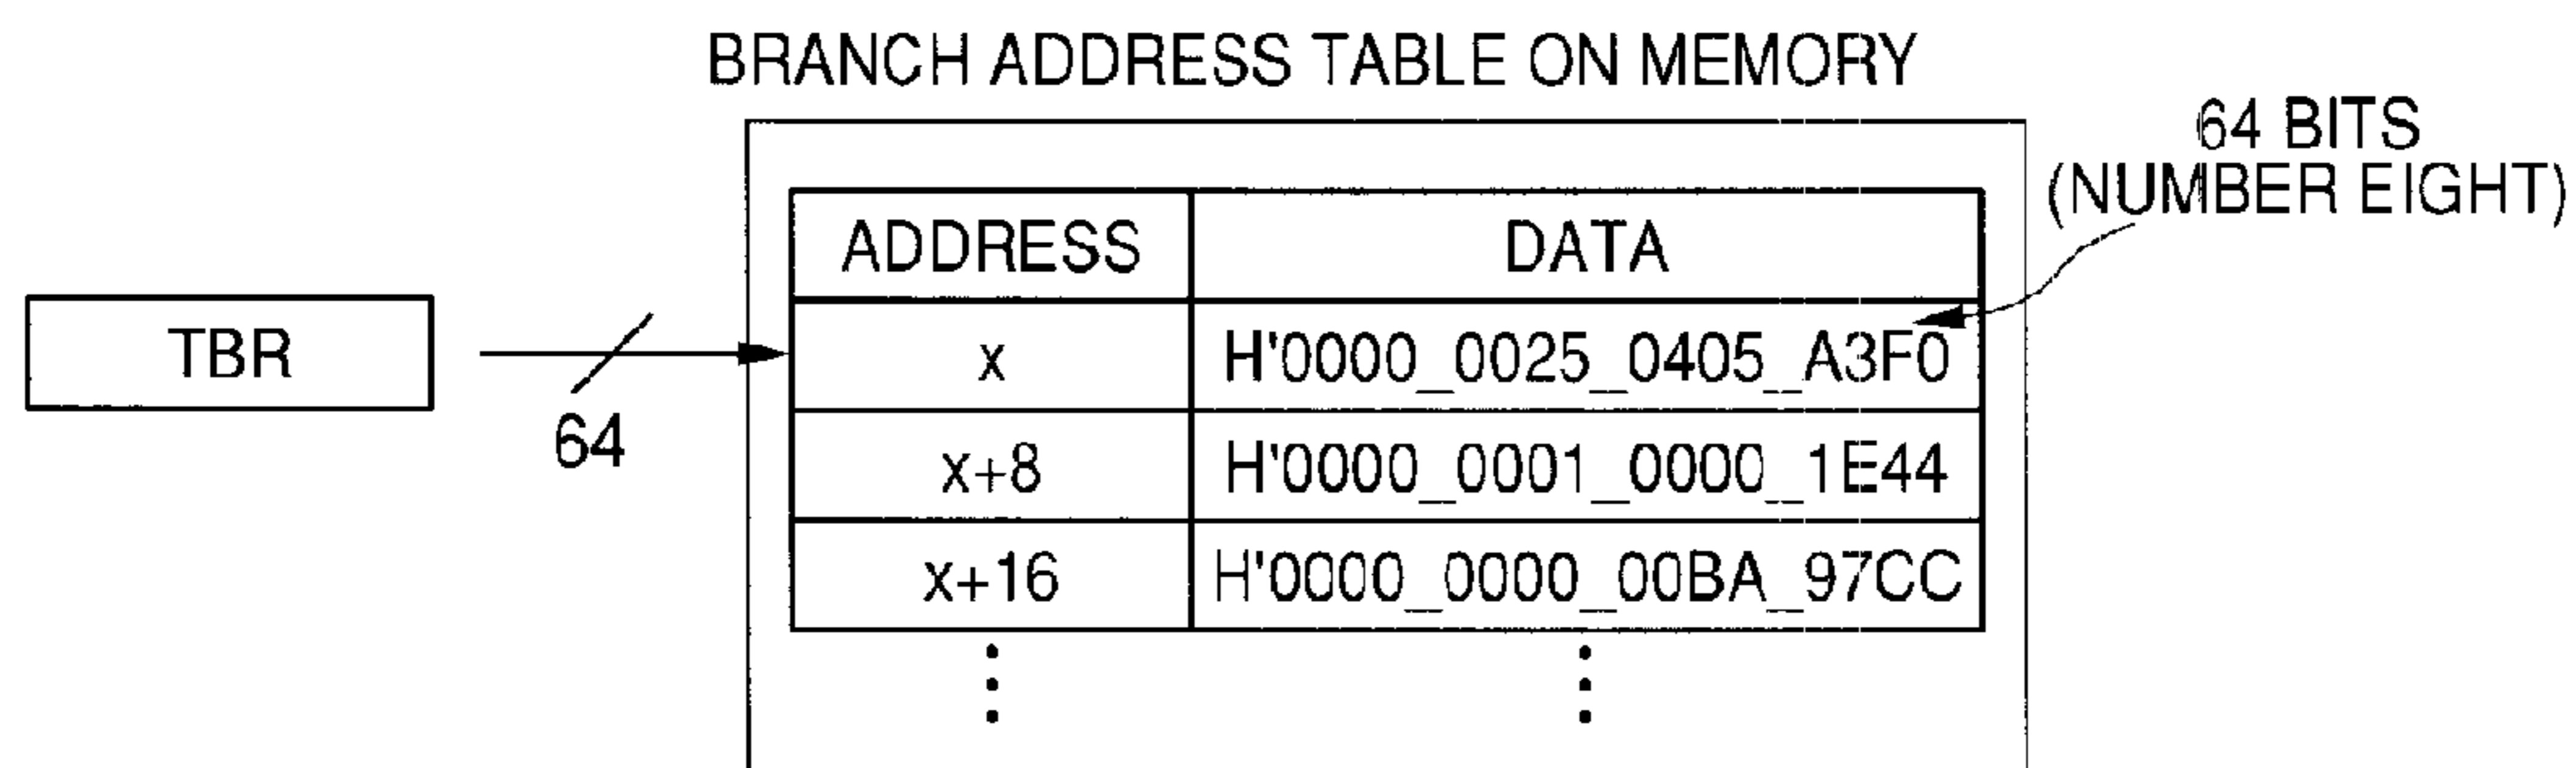 BRANCH ADDRESS TABLE ON MEMORY
64 BITS
(NUMBER EIGHT)
ADDRESS DATA
TBR
64
x H'0000_0025_0405_A3F0
x+8 H'0000_0001_0000_1E44
x+16 H'0000_0000_00BA_97CC